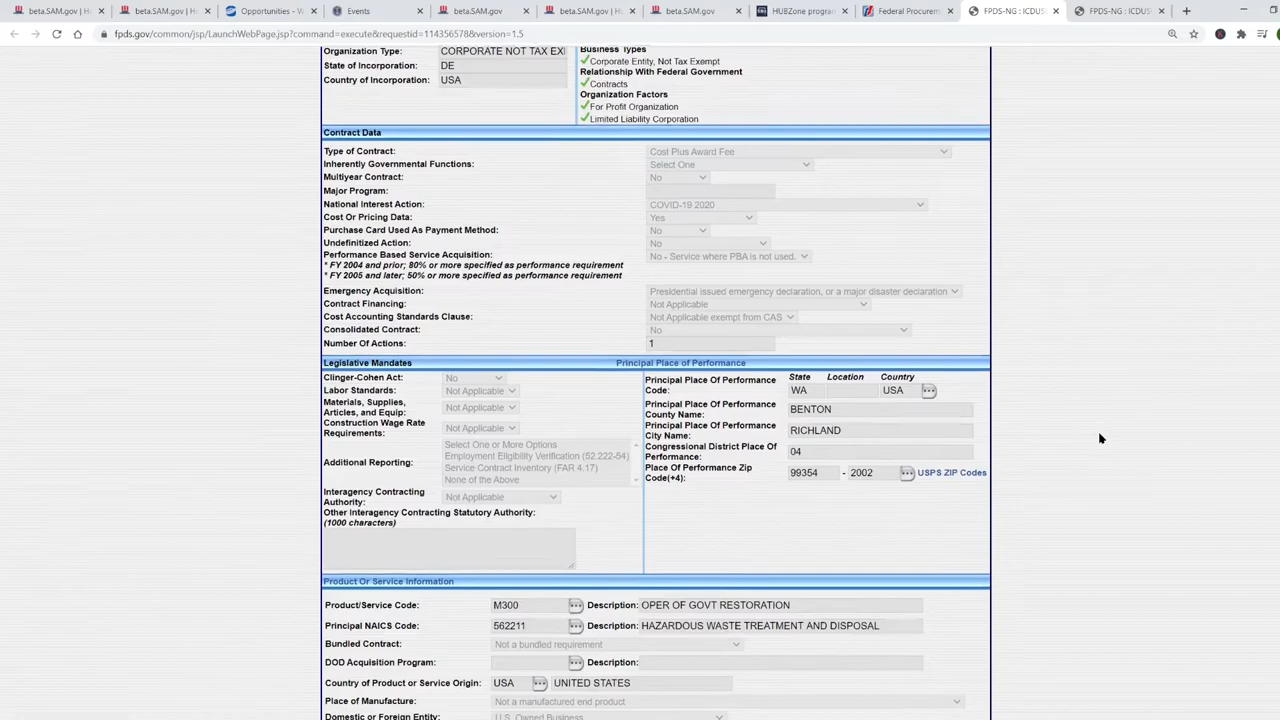 beta.SAM.gov | H
beta.SAM.gov | Hu
Opportunities - W
Events
beta.SAM.gov
beta.SAM.gov | H
beta.SAM.gov
HUBZone program
Federal Procurem
FPDS-NG : ICDUS
FPDS-NG : ICDUS
fpds.gov/common/jsp/LaunchWebPage.jsp?command=execute&requestid=114356578&version=1.5
Organization Type: CORPORATE NOT TAX EX
State of Incorporation: DE
Country of Incorporation: USA
Business Types
Corporate Entity, Not Tax Exempt
Relationship With Federal Government
Contracts
Organization Factors
For Profit Organization
Limited Liability Corporation
Contract Data
Type of Contract: Cost Plus Award Fee
Inherently Governmental Functions: Select One
Multiyear Contract: No
Major Program:
National Interest Action: COVID-19 2020
Cost Or Pricing Data: Yes
Purchase Card Used As Payment Method: No
Undefinitized Action: No
Performance Based Service Acquisition: No - Service where PBA is not used.
* FY 2004 and prior; 80% or more specified as performance requirement
* FY 2005 and later; 50% or more specified as performance requirement
Emergency Acquisition: Presidential issued emergency declaration, or a major disaster declaration
Contract Financing: Not Applicable
Cost Accounting Standards Clause: Not Applicable exempt from CAS
Consolidated Contract: No
Number Of Actions: 1
Legislative Mandates
Clinger-Cohen Act: No
Labor Standards: Not Applicable
Materials, Supplies,
Articles, and Equip: Not Applicable
Construction Wage Rate
Requirements: Not Applicable
Additional Reporting:
Select One or More Options
Employment Eligibility Verification (52.222-54)
Service Contract Inventory (FAR 4.17)
None of the Above
Interagency Contracting
Authority: Not Applicable
Other Interagency Contracting Statutory Authority:
(1000 characters)
Principal Place of Performance
State Location Country
Principal Place Of Performance
Code: WA USA
Principal Place Of Performance
County Name: BENTON
Principal Place Of Performance
City Name: RICHLAND
Congressional District Place Of
Performance: 04
Place Of Performance Zip
Code(+4): 99354 - 2002 USPS ZIP Codes
Product Or Service Information
Product/Service Code: M300 Description: OPER OF GOVT RESTORATION
Principal NAICS Code: 562211 Description: HAZARDOUS WASTE TREATMENT AND DISPOSAL
Bundled Contract: Not a bundled requirement
DOD Acquisition Program: Description:
Country of Product or Service Origin: USA UNITED STATES
Place of Manufacture: Not a manufactured end product
Domestic or Foreign Entity: U.S. Owned Business